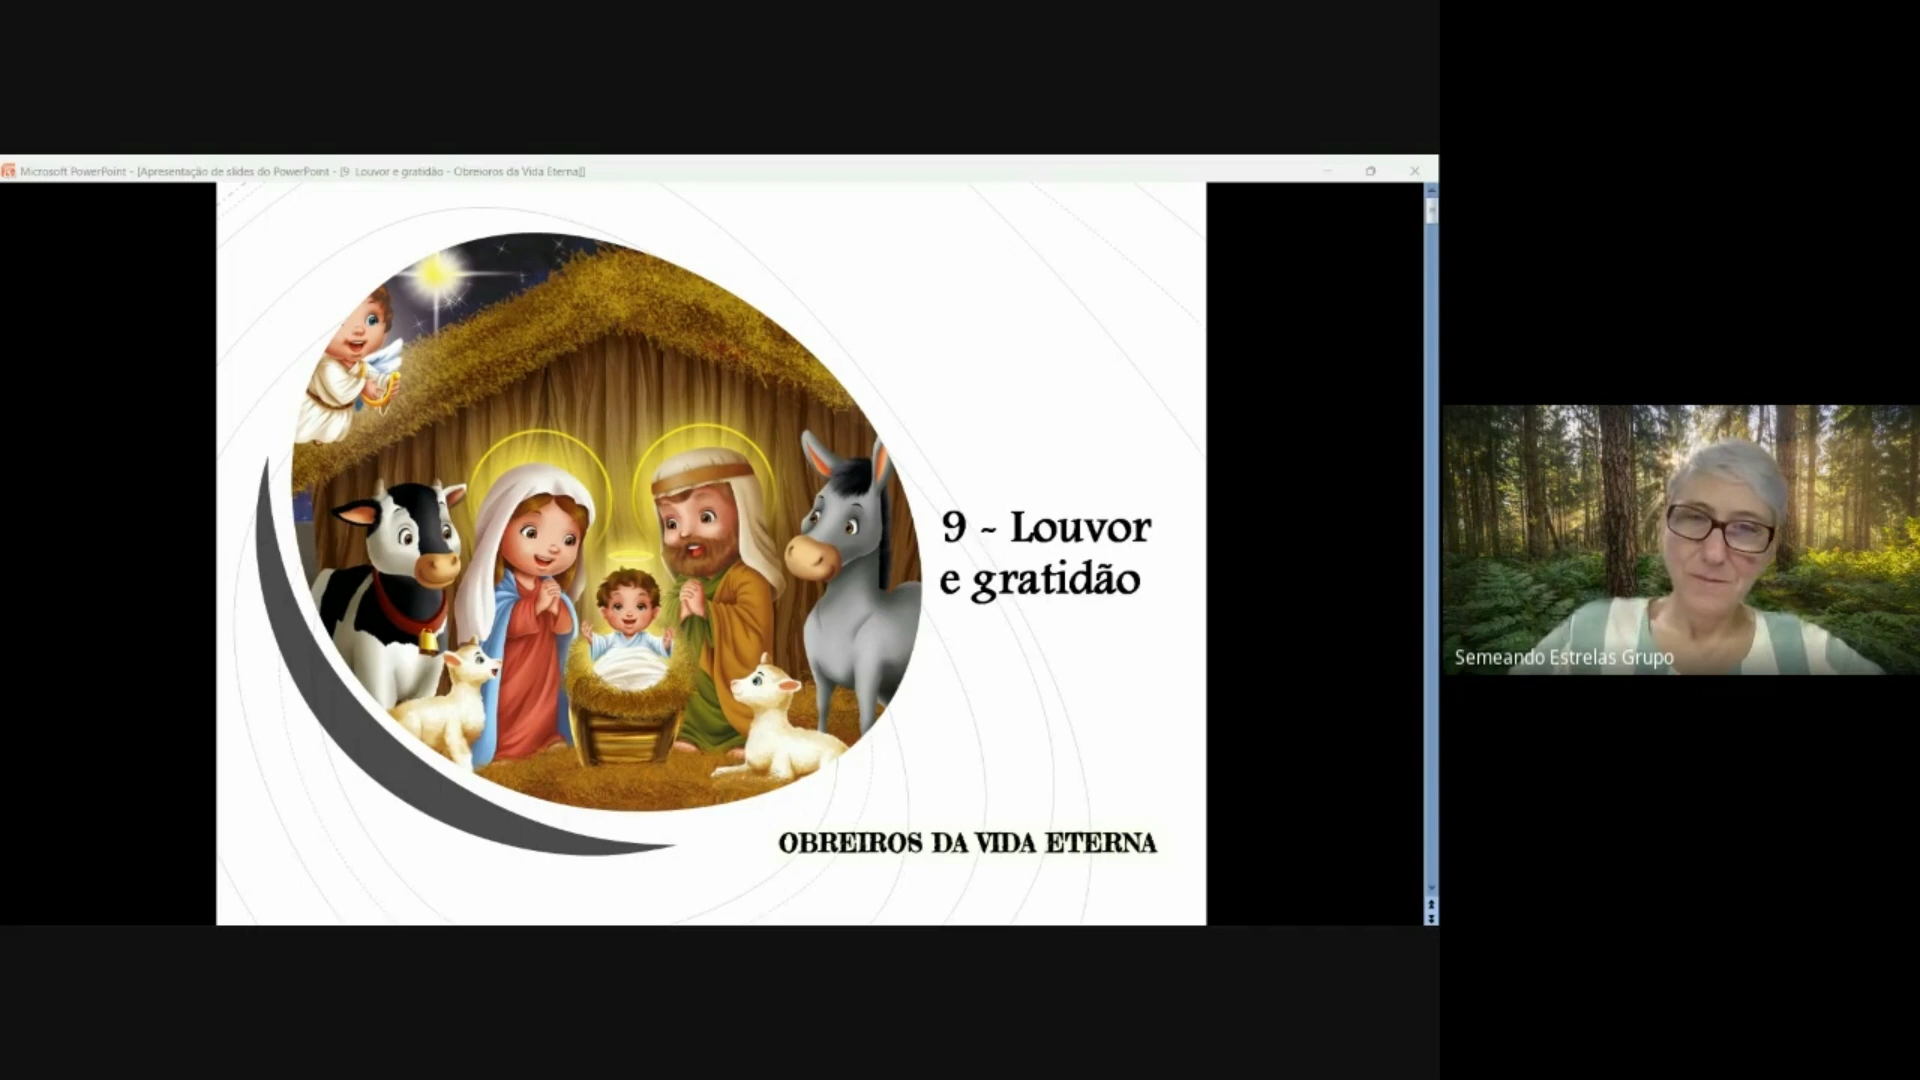 Microsoft PowerPoint - [Apresentação de slides do PowerPoint - [9 Louvor e gratidão - Obreioros da Vida Eterna]]
9 - Louvor
e gratidão
OBREIROS DA VIDA ETERNA
Semeando Estrelas Grupo